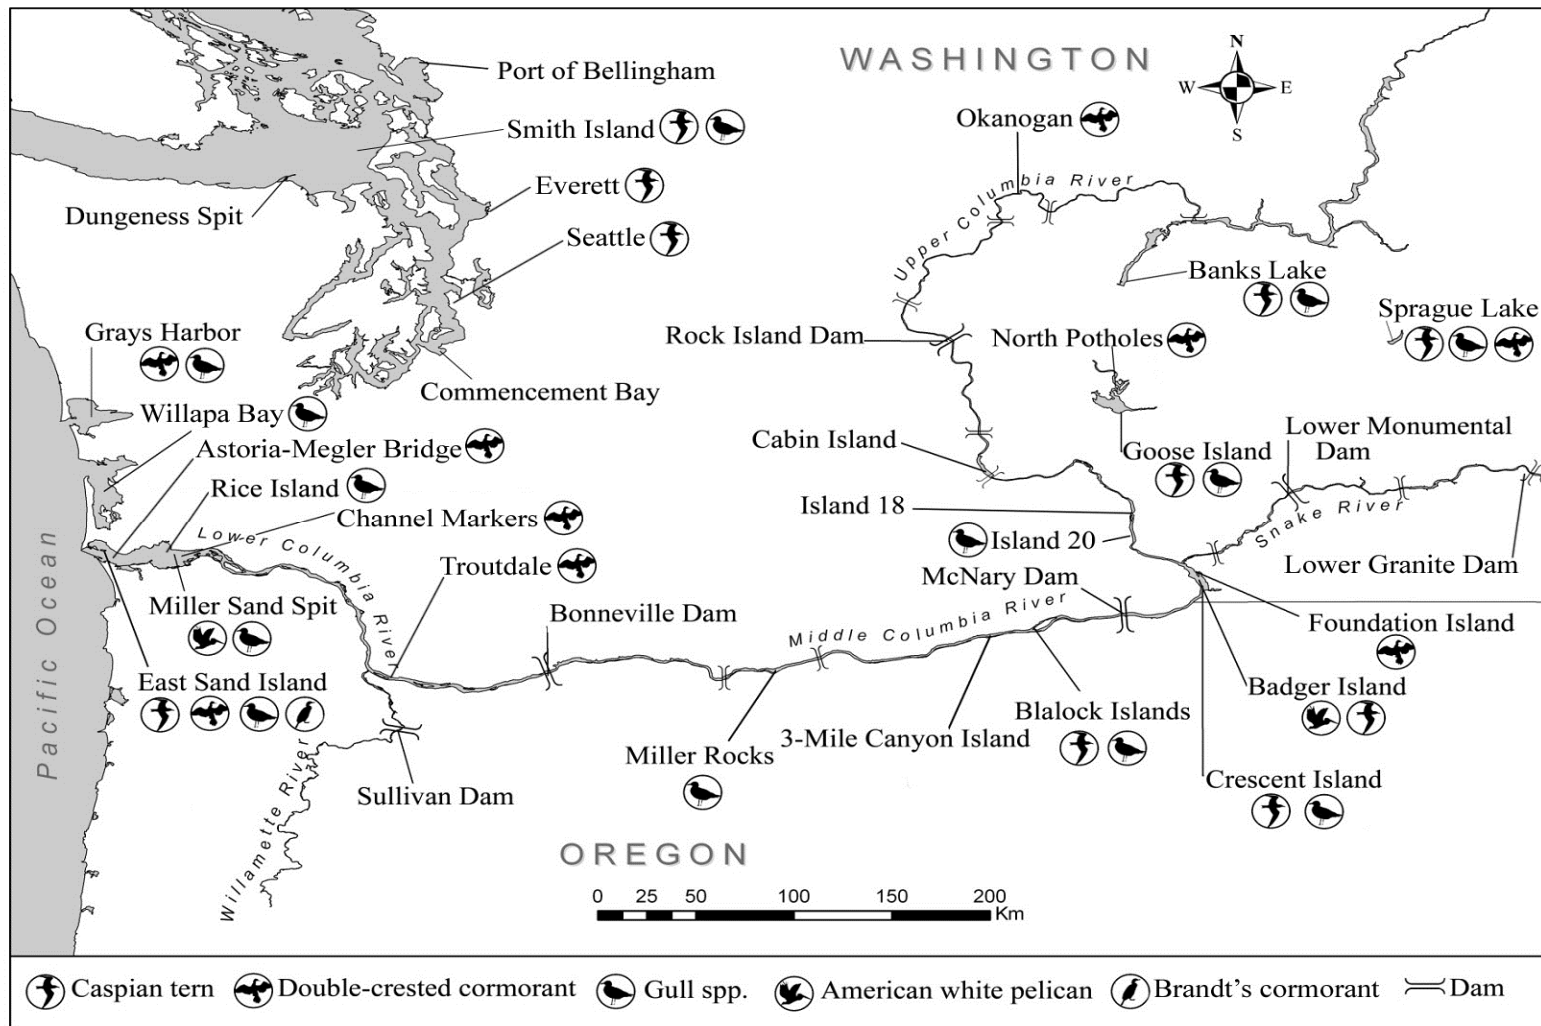 WASHINGTON
N
W
E
S
Port of Bellingham
Smith Island
Okanogan
Everett
Dungeness Spit
Seattle
Upper Columbia River
Banks Lake
Sprague Lake
Grays Harbor
Rock Island Dam
North Potholes
Commencement Bay
Willapa Bay
Astoria-Megler Bridge
Cabin Island
Goose Island
Lower Monumental
Dam
Rice Island
Channel Markers
Island 18
Snake River
Lower Columbia River
Island 20
Troutdale
McNary Dam
Lower Granite Dam
Pacific Ocean
Miller Sand Spit
Bonneville Dam
Middle Columbia River
Foundation Island
East Sand Island
Badger Island
Blalock Islands
3-Mile Canyon Island
Miller Rocks
Crescent Island
Sullivan Dam
Willamette River
OREGON
0 25 50 100 150 200
Km
Caspian tern
Double-crested cormorant
Gull spp.
American white pelican
Brandt's cormorant
Dam